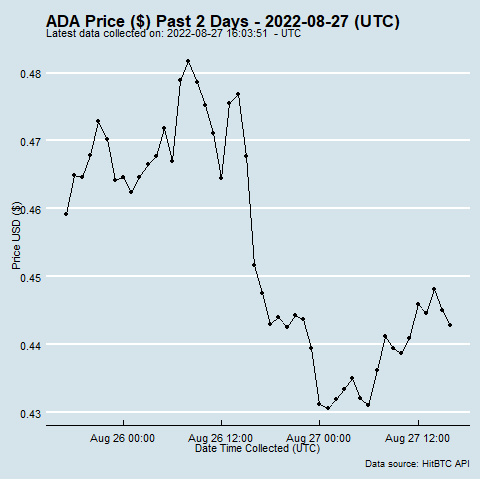 ADA Price ($) Past 2 Days - 2022-08-27 (UTC)
Latest data collected on: 2022-08-27 16:03:51 - UTC
Price USD ($)
0.48
0.47
0.46
0.45
0.44
0.43
Aug 26 00:00 Aug 26 12:00 Aug 27 00:00 Aug 27 12:00
Date Time Collected (UTC)
Data source: HitBTC API